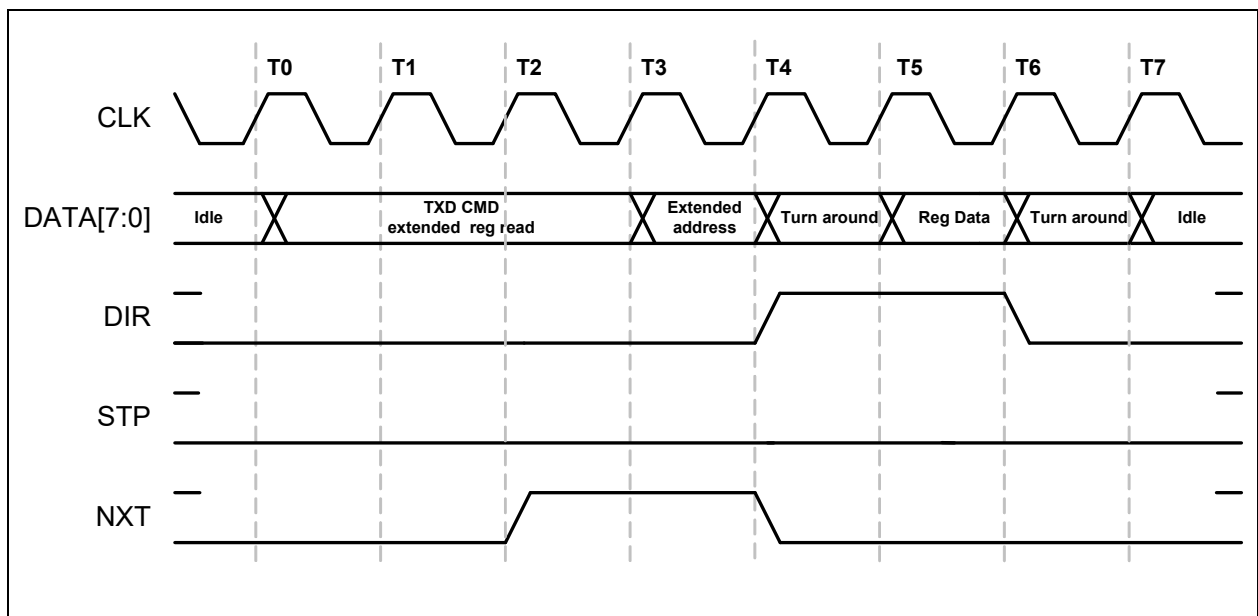 T0 T1 T2 T3 T4 T5 T6 T7
CLK
DATA[7:0]
Idle
TXD CMD
extended reg read
Extended
address
Turn around
Reg Data
Turn around
Idle
DIR
STP
NXT